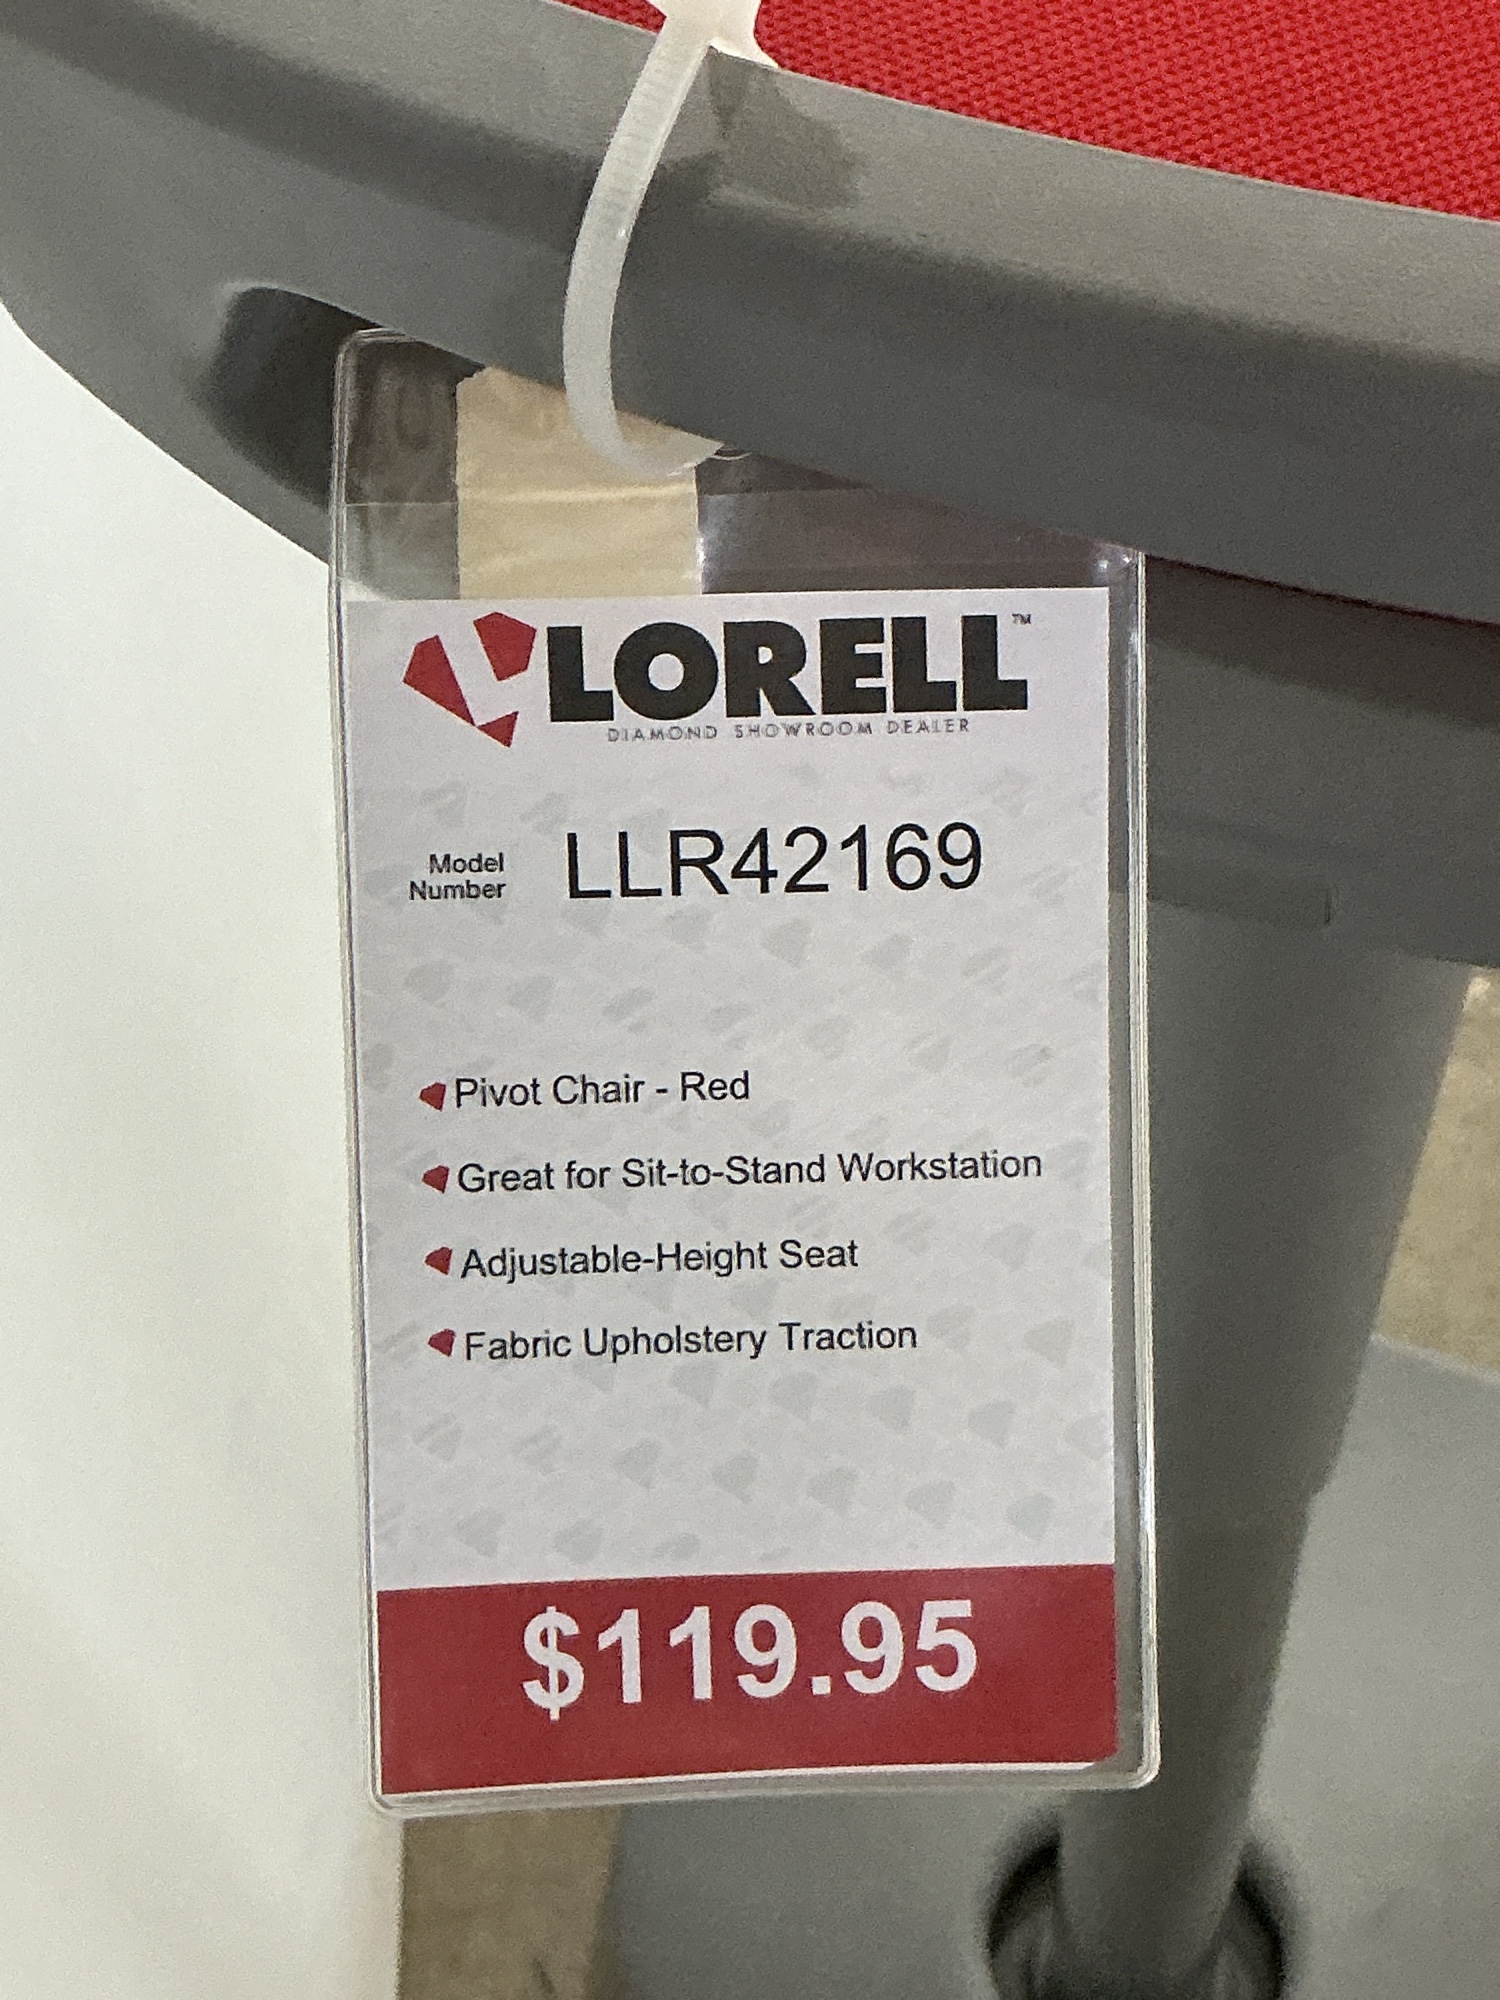 LORELL™
DIAMOND SHOWROOM DEALER
Model
Number
LLR42169
Pivot Chair - Red
Great for Sit-to-Stand Workstation
Adjustable-Height Seat
Fabric Upholstery Traction
$119.95